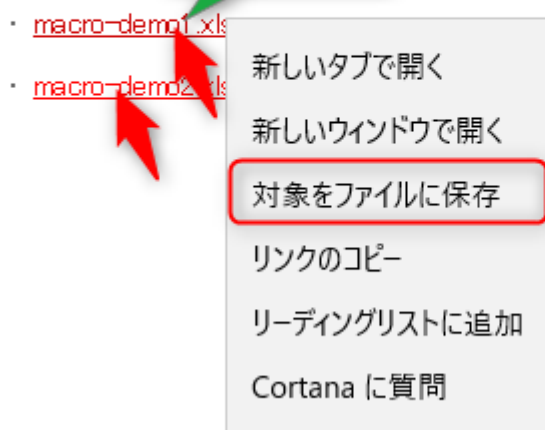 ・ macro-demo1.xls
・ macro-demo2.xls
新しいタブで開く
新しいウィンドウで開く
対象をファイルに保存
リンクのコピー
リーディングリストに追加
Cortana に質問